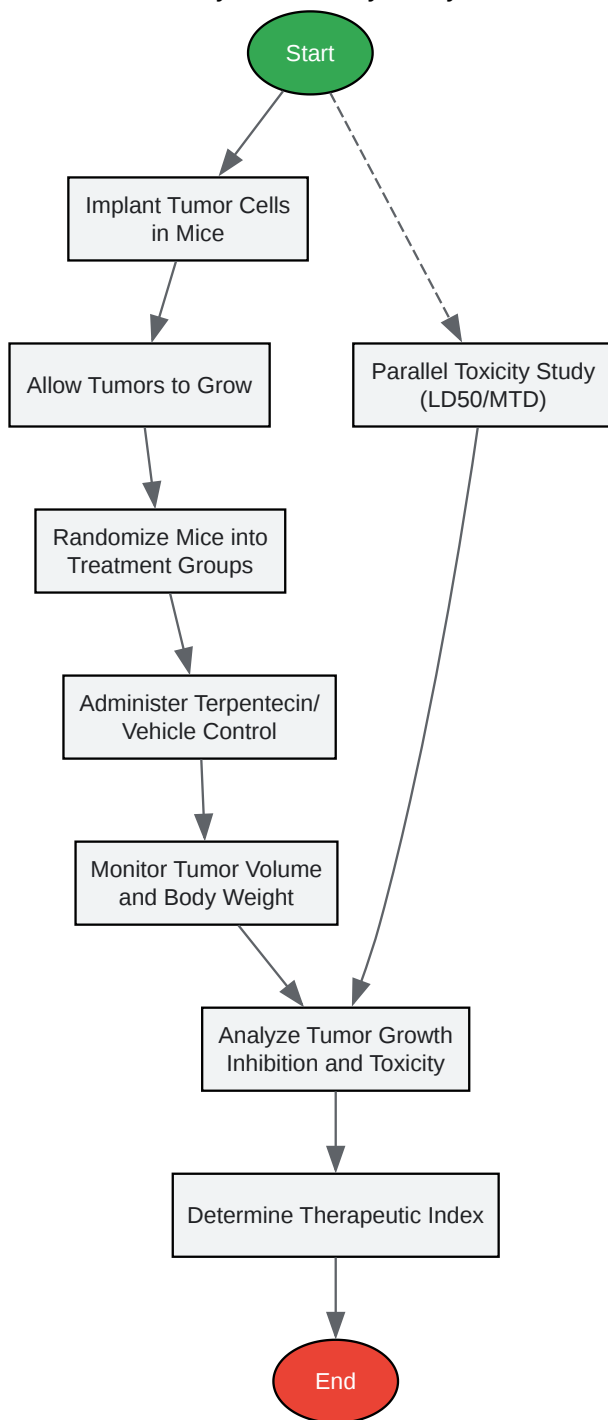 Start
Implant Tumor Cells
in Mice
Allow Tumors to Grow
Parallel Toxicity Study
(LD50/MTD)
Randomize Mice into
Treatment Groups
Administer Terpentecin/
Vehicle Control
Monitor Tumor Volume
and Body Weight
Analyze Tumor Growth
Inhibition and Toxicity
Determine Therapeutic Index
End